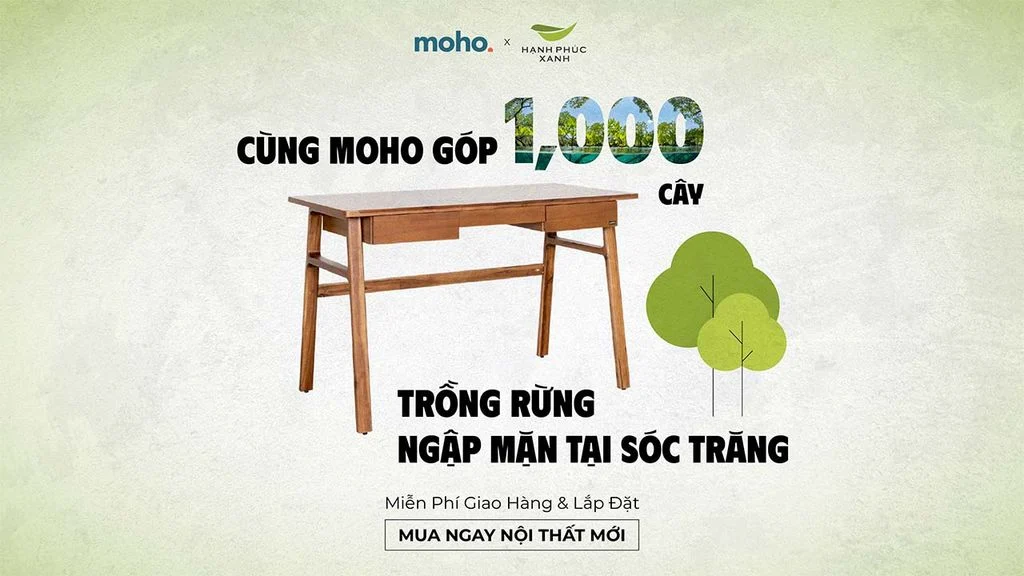 moho. x HẠNH PHÚC
XANH
CÙNG MOHO GÓP 1,000
CÂY
TRỒNG RỪNG
NGẬP MẶN TẠI SÓC TRĂNG
Miễn Phí Giao Hàng & Lắp Đặt
MUA NGAY NỘI THẤT MỚI